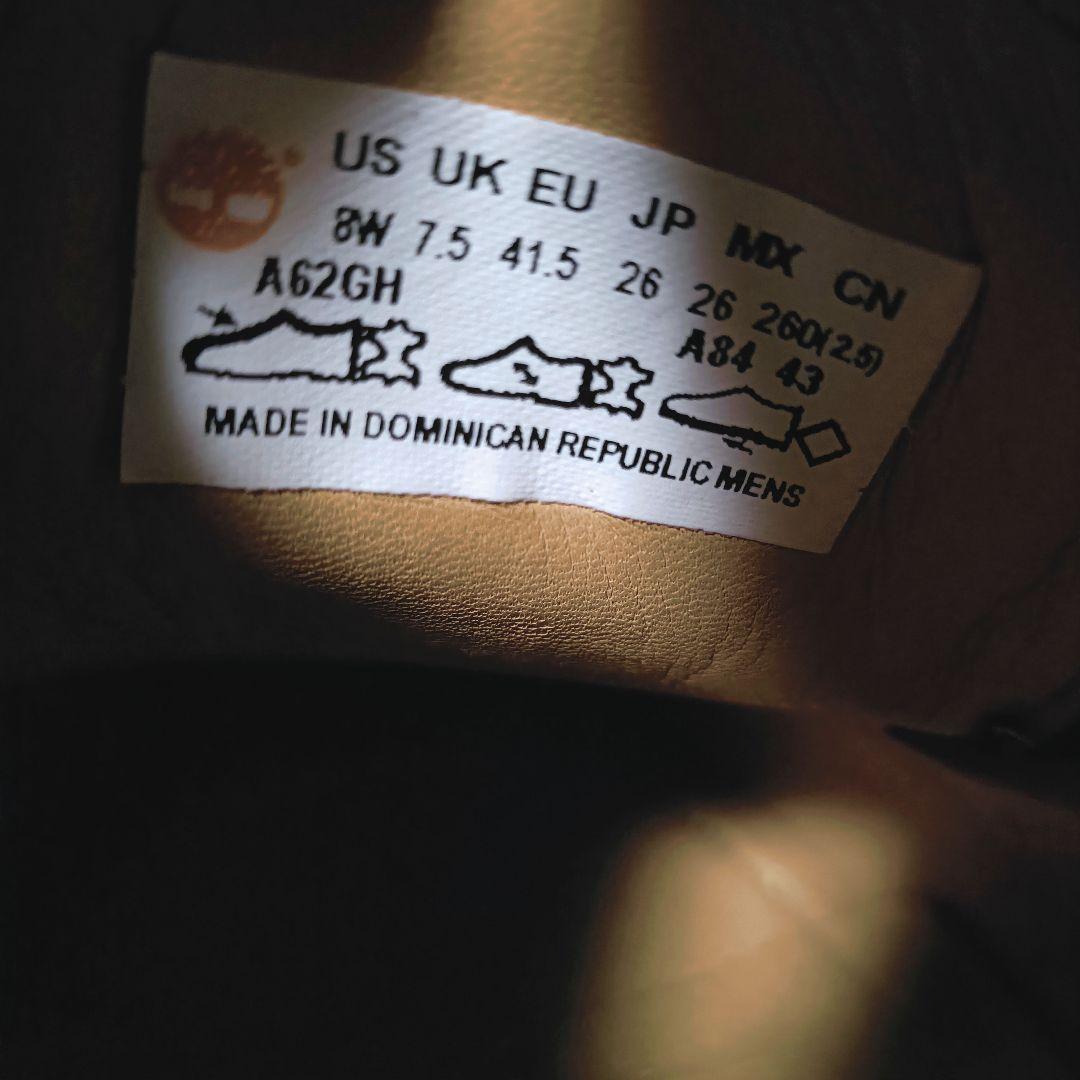 US UK EU JP MX CN
8W 7.5 41.5 26 26 260(2.5)
A62GH A84 43
MADE IN DOMINICAN REPUBLIC MENS